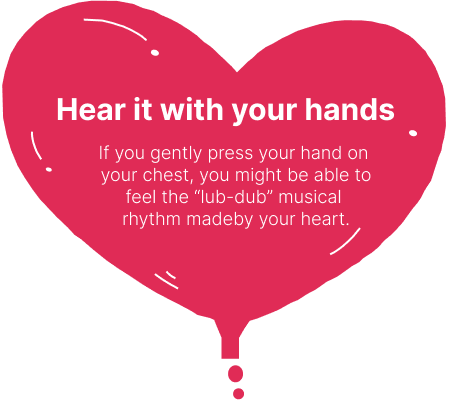 Hear it with your hands
If you gently press your hand on
your chest, you might be able to
feel the “lub-dub” musical
rhythm madeby your heart.